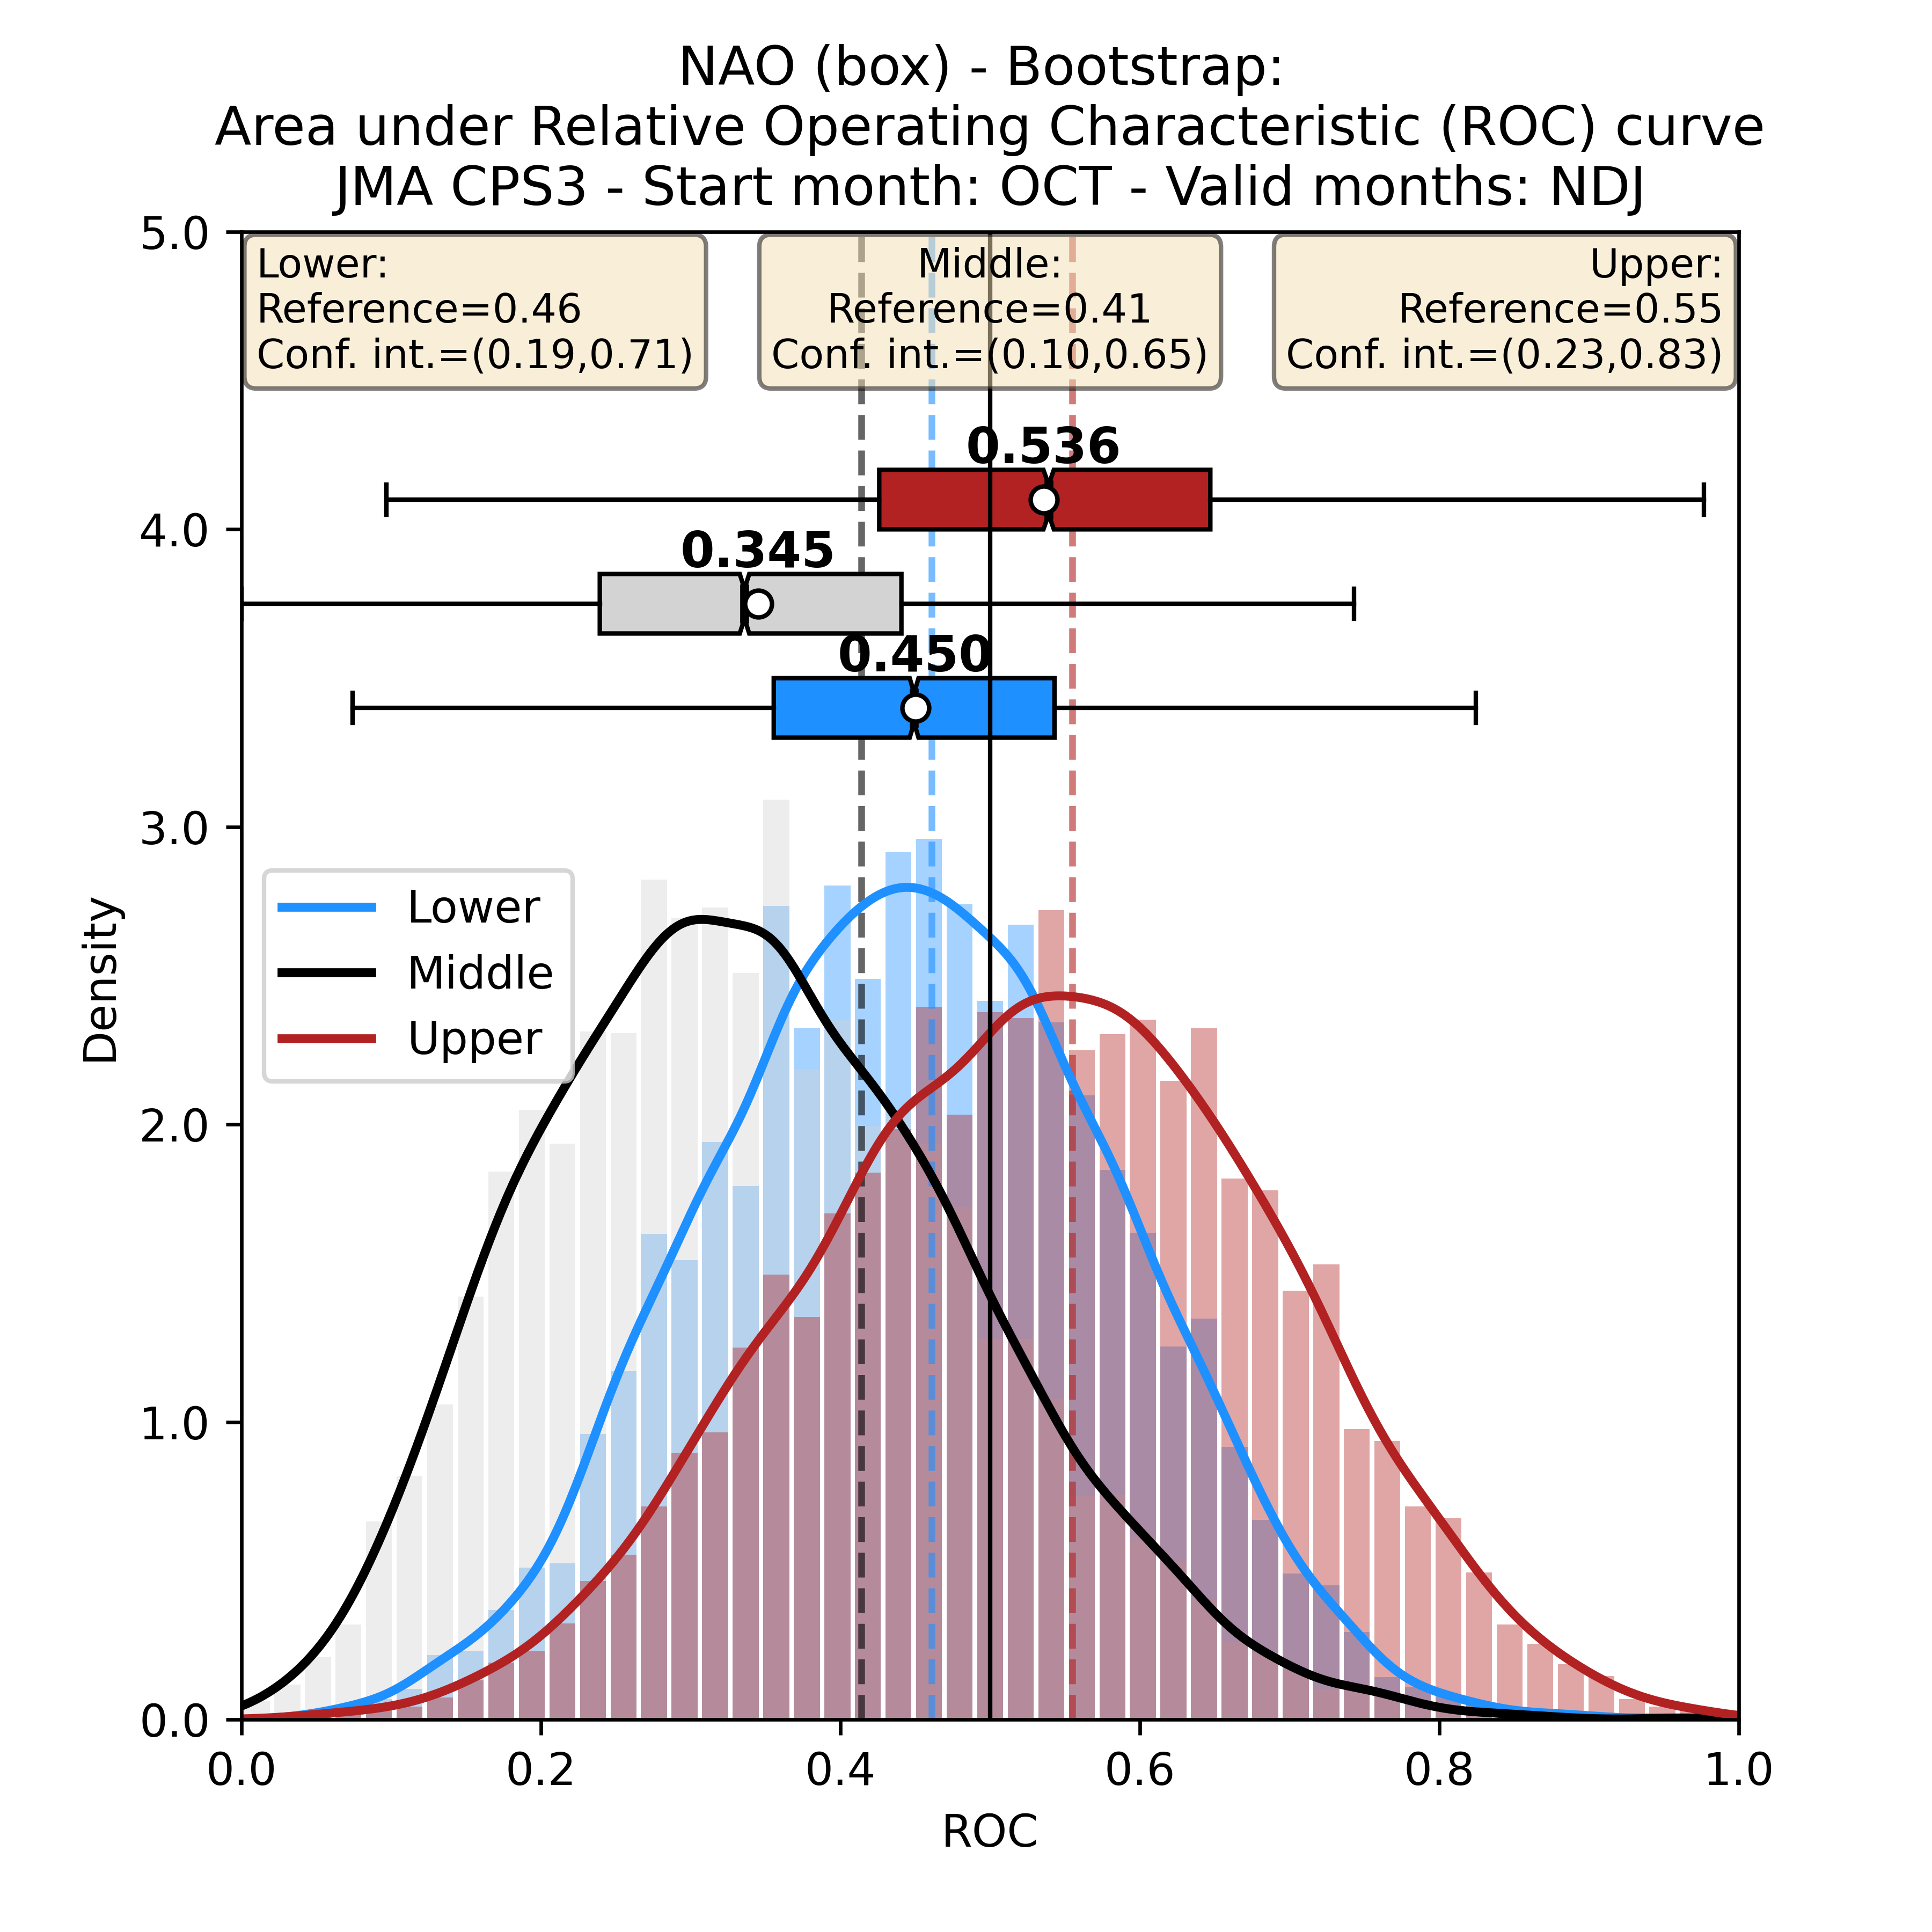 NAO (box) - Bootstrap:
Area under Relative Operating Characteristic (ROC) curve
JMA CPS3 - Start month: OCT - Valid months: NDJ
Lower:
Reference=0.46
Conf. int.=(0.19,0.71)
Middle:
Reference=0.41
Conf. int.=(0.10,0.65)
Upper:
Reference=0.55
Conf. int.=(0.23,0.83)
0.536
0.345
0.450
Lower
Middle
Upper
Density
5.0
4.0
3.0
2.0
1.0
0.0
0.0
0.2
0.4
0.6
0.8
1.0
ROC